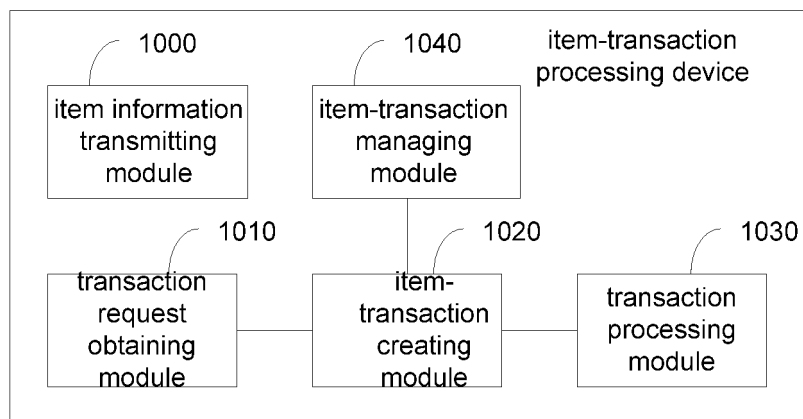 1000
1040
item-transaction
processing device
item information
transmitting
module
item-transaction
managing
module
1010
1020
1030
transaction
request
obtaining
module
item-
transaction
creating
module
transaction
processing
module